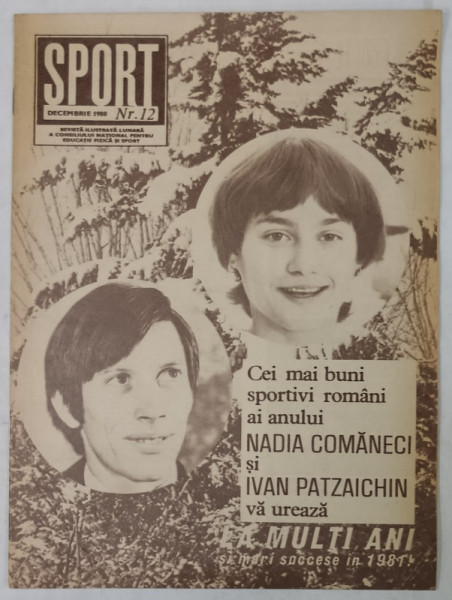 SPORT
DECEMBRIE 1980 Nr. 12
REVISTĂ ILUSTRATĂ LUNARĂ
A CONSILIULUI NAȚIONAL PENTRU
EDUCAȚIE FIZICĂ ȘI SPORT
Cei mai buni
sportivi români
ai anului
NADIA COMĂNECI
și
IVAN PATZAICHIN
vă urează
LA MULȚI ANI
și mari succese în 1981!